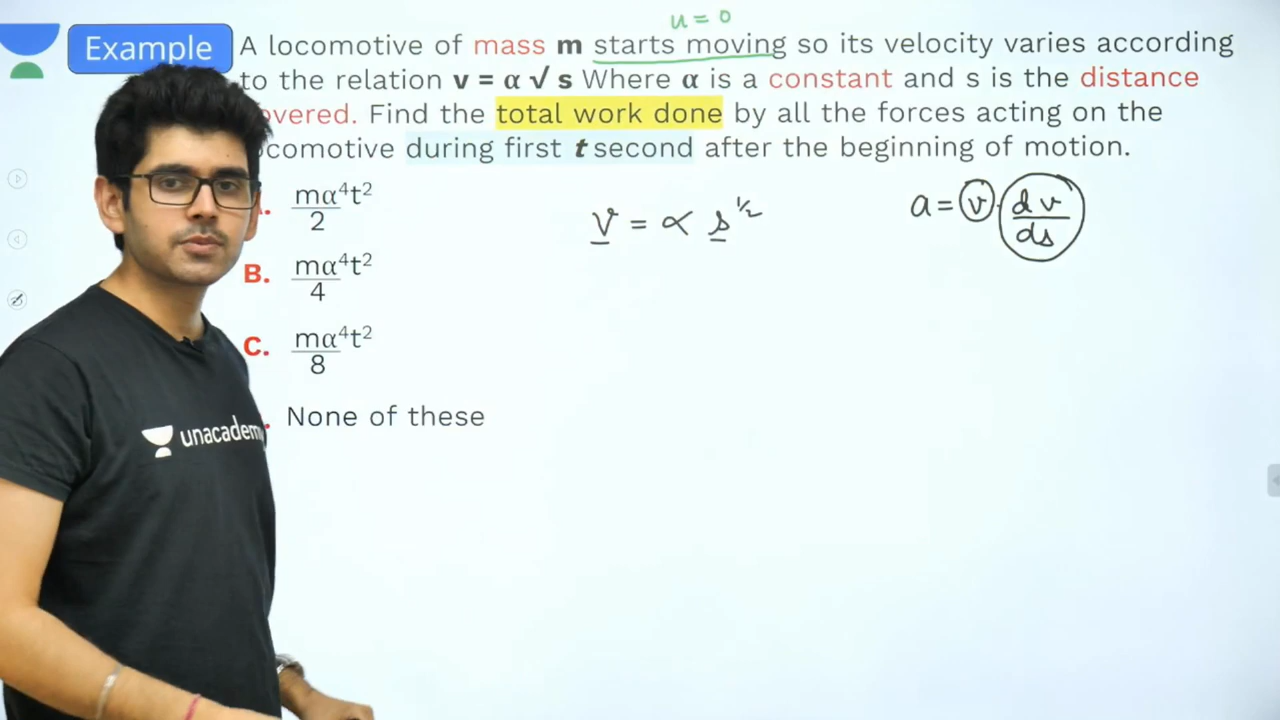 u = 0
Example
A locomotive of mass m starts moving so its velocity varies according
to the relation v = α √ s Where α is a constant and s is the distance
overed. Find the total work done by all the forces acting on the
ocomotive during first t second after the beginning of motion.
. mα⁴t²/2
v = ∝ s^½
a = v · dv/ds
B. mα⁴t²/4
C. mα⁴t²/8
. None of these
unacadem